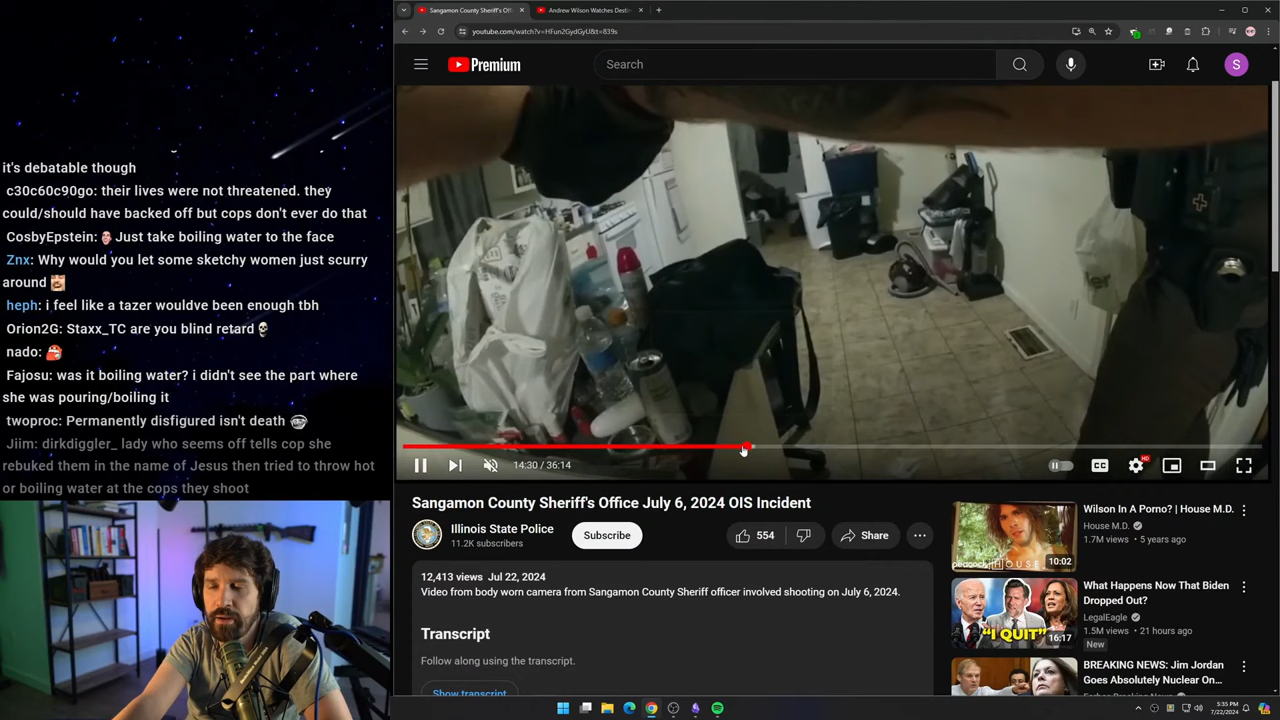 Sangamon County Sheriff's Offi
Andrew Wilson Watches Desti
youtube.com/watch?v=HFun2GydGyU&t=839s
Premium
Search
S
it's debatable though
c30c60c90go: their lives were not threatened. they
could/should have backed off but cops don't ever do that
CosbyEpstein: Just take boiling water to the face
Znx: Why would you let some sketchy women just scurry
around
heph: i feel like a tazer wouldve been enough tbh
Orion2G: Staxx_TC are you blind retard
nado:
Fajosu: was it boiling water? i didn't see the part where
she was pouring/boiling it
twoproc: Permanently disfigured isn't death
Jiim: dirkdiggler_ lady who seems off tells cop she
rebuked them in the name of Jesus then tried to throw hot
or boiling water at the cops they shoot
14:30 / 36:14
CC
HD
Sangamon County Sheriff's Office July 6, 2024 OIS Incident
Illinois State Police
11.2K subscribers
Subscribe
554
Share
12,413 views Jul 22, 2024
Video from body worn camera from Sangamon County Sheriff officer involved shooting on July 6, 2024.
Transcript
Follow along using the transcript.
Show transcript
peacock HOUSE
10:02
Wilson In A Porno? | House M.D.
House M.D.
1.7M views • 5 years ago
"I QUIT"
16:17
What Happens Now That Biden
Dropped Out?
LegalEagle
1.5M views • 21 hours ago
New
BREAKING NEWS: Jim Jordan
Goes Absolutely Nuclear On...
Forbes Breaking News
5:35 PM
7/22/2024